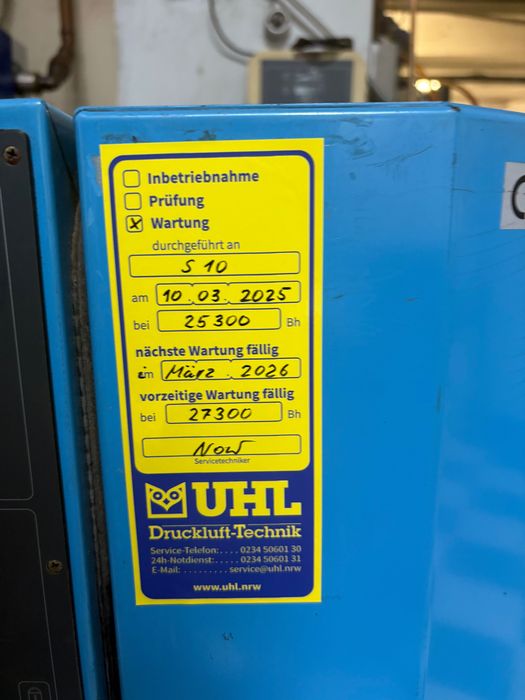 Inbetriebnahme
Prüfung
☒ Wartung
durchgeführt an
S 10
am 10.03.2025
bei 25300 Bh
nächste Wartung fällig
im März. 2026
vorzeitige Wartung fällig
bei 27300 Bh
Now
Servicetechniker
UHL
Druckluft-Technik
Service-Telefon:.... 0234 50601 30
24h-Notdienst:..... 0234 50601 31
E-Mail: ......... service@uhl.nrw
www.uhl.nrw